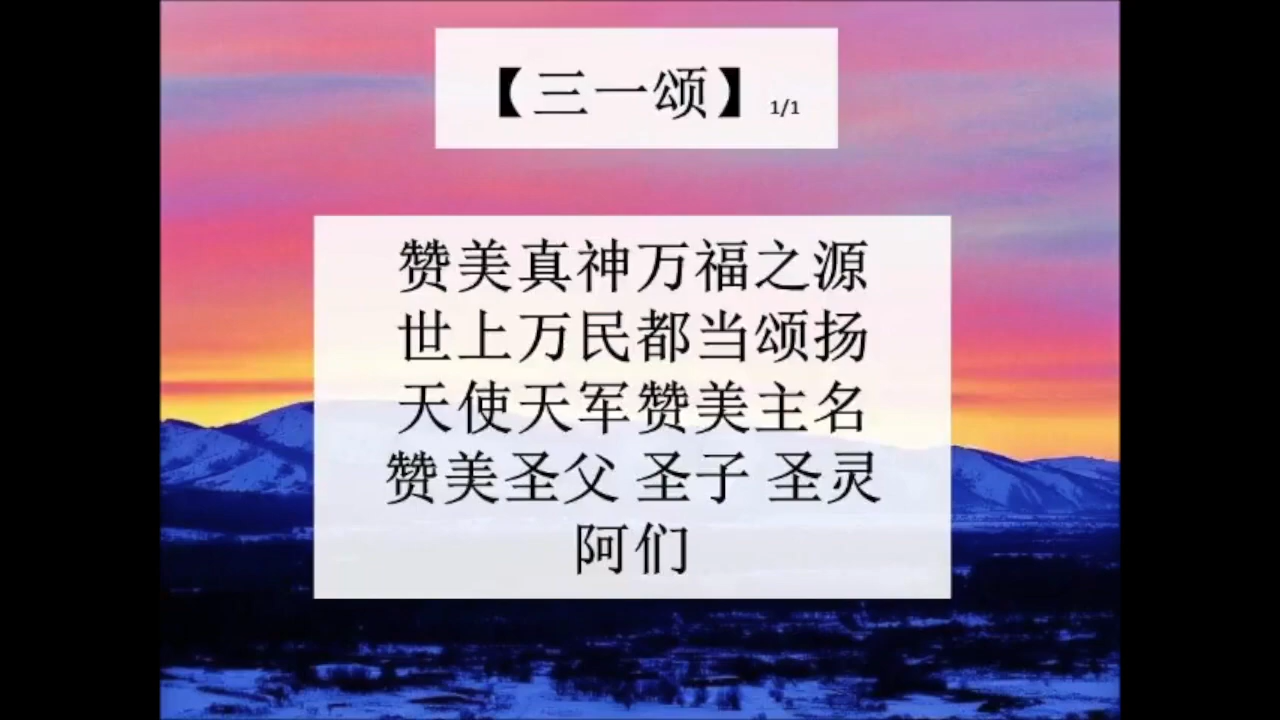 【三一颂】 1/1
赞美真神万福之源
世上万民都当颂扬
天使天军赞美主名
赞美圣父 圣子 圣灵
阿们